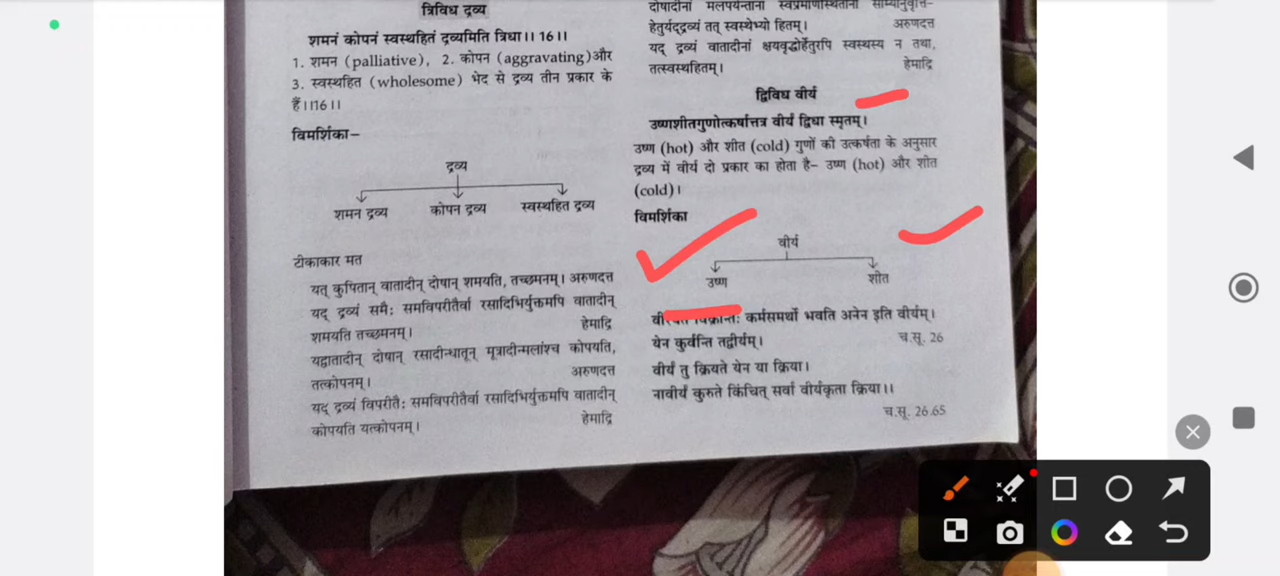 त्रिविध द्रव्य
शमनं कोपनं स्वस्थहितं द्रव्यमिति त्रिधा।। 16।।
1. शमन (palliative), 2. कोपन (aggravating)और
3. स्वस्थहित (wholesome) भेद से द्रव्य तीन प्रकार के
हैं।।16।।
विमर्शिका–
द्रव्य
शमन द्रव्य कोपन द्रव्य स्वस्थहित द्रव्य
टीकाकार मत
यत् कुपितान् वातादीन् दोषान् शमयति, तच्छमनम्। अरुणदत्त
यद् द्रव्यं समैः समविपरीतैर्वा रसादिभिर्युक्तमपि वातादीन्
शमयति तच्छमनम्। हेमाद्रि
यद्वातादीन् दोषान् रसादीन्धातून् मूत्रादीन्मलांश्च कोपयति,
तत्कोपनम्। अरुणदत्त
यद् द्रव्यं विपरीतैः समविपरीतैर्वा रसादिभिर्युक्तमपि वातादीन्
कोपयति यत्कोपनम्। हेमाद्रि
दोषादीनां मलपर्यन्तानां स्वप्रमाणस्थितानां साम्यानुवृत्ति-
हेतुर्यद्द्रव्यं तत् स्वस्थेभ्यो हितम्। अरुणदत्त
यद् द्रव्यं वातादीनां क्षयवृद्धोर्हेतुरपि स्वस्थस्य न तथा,
तत्स्वस्थहितम्। हेमाद्रि
द्विविध वीर्य
उष्णशीतगुणोत्कर्षात्तत्र वीर्यं द्विधा स्मृतम्।
उष्ण (hot) और शीत (cold) गुणों की उत्कर्षता के अनुसार
द्रव्य में वीर्य दो प्रकार का होता है– उष्ण (hot) और शीत
(cold)।
विमर्शिका
वीर्य
उष्ण शीत
कर्मसमर्थो भवति अनेन इति वीर्यम्।
येन कुर्वन्ति तद्वीर्यम्। च.सू. 26
वीर्यं तु क्रियते येन या क्रिया।
नावीर्यं कुरुते किंचित् सर्वा वीर्यकृता क्रिया।।
च.सू. 26.65